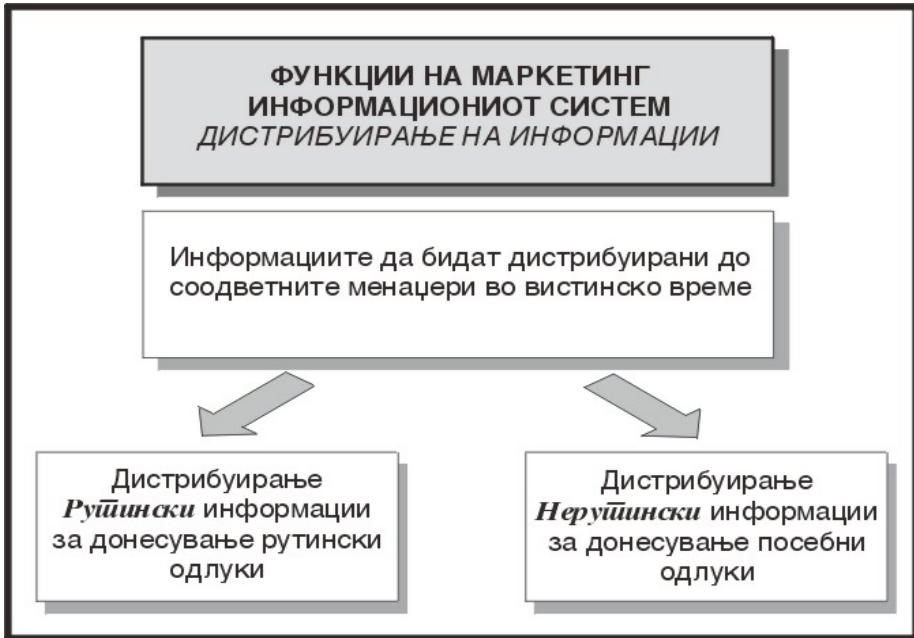 ФУНКЦИИ НА МАРКЕТИНГ
ИНФОРМАЦИОНИОТ СИСТЕМ
ДИСТРИБУИРАЊЕ НА ИНФОРМАЦИИ
Информациите да бидат дистрибуирани до
соодветните менаџери во вистинско време
Дистрибуирање
Рутински информации
за донесување рутински
одлуки
Дистрибуирање
Нерутински информации
за донесување посебни
одлуки